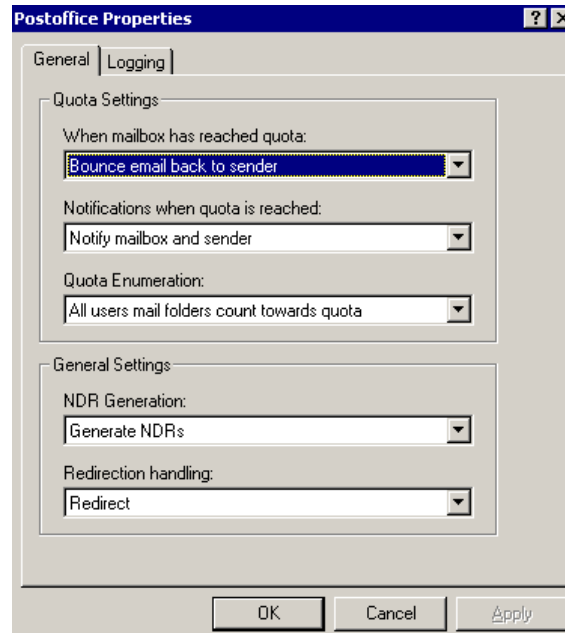 Postoffice Properties
General
Logging
Quota Settings
When mailbox has reached quota:
Bounce email back to sender
Notifications when quota is reached:
Notify mailbox and sender
Quota Enumeration:
All users mail folders count towards quota
General Settings
NDR Generation:
Generate NDRs
Redirection handling:
Redirect
OK
Cancel
Apply